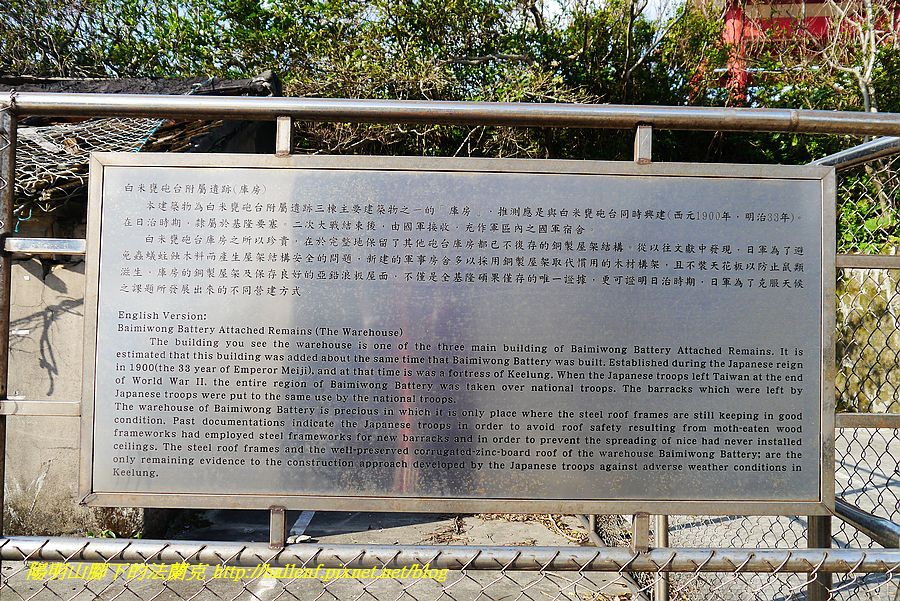 白米甕砲台附屬遺跡(庫房)
本建築物為白米甕砲台附屬遺跡三棟主要建築物之一的「庫房」，推測應是與白米甕砲台同時興建(西元1900年，明治33年)。
在日治時期，隸屬於基隆要塞。二次大戰結束後，由國軍接收，充作軍區內之國軍宿舍。
白米甕砲台庫房之所以珍貴，在於完整地保留了其他砲台庫房都已不復存的鋼製屋架結構，從以往文獻中發現，日軍為了避
免蟲蟻蛀蝕木料而產生屋架結構安全的問題，新建的軍事房舍多以採用鋼製屋架取代慣用的木材構架，且不裝天花板以防止鼠類
滋生，庫房的鋼製屋架及保存良好的亞鉛浪板屋面，不僅是全基隆碩果僅存的唯一證據，更可證明日治時期，日軍為了克服天候
之課題所發展出來的不同營建方式
English Version:
Baimiwong Battery Attached Remains (The Warehouse)
The building you see the warehouse is one of the three main building of Baimiwong Battery Attached Remains. It is
estimated that this building was added about the same time that Baimiwong Battery was built. Established during the Japanese reign
in 1900(the 33 year of Emperor Meiji), and at that time is was a fortress of Keelung. When the Japanese troops left Taiwan at the end
of World War II, the entire region of Baimiwong Battery was taken over national troops. The barracks which were left by
Japanese troops were put to the same use by the national troops.
The warehouse of Baimiwong Battery is precious in which it is only place where the steel roof frames are still keeping in good
condition. Past documentations indicate the Japanese troops in order to avoid roof safety resulting from moth-eaten wood
frameworks had employed steel frameworks for new barracks and in order to prevent the spreading of nice had never installed
ceilings. The steel roof frames and the well-preserved corrugated-zinc-board roof of the warehouse Baimiwong Battery; are the
only remaining evidence to the construction approach developed by the Japanese troops against adverse weather conditions in
Keelung.
陽明山腳下的法蘭克 http://halleaf.pixnet.net/blog